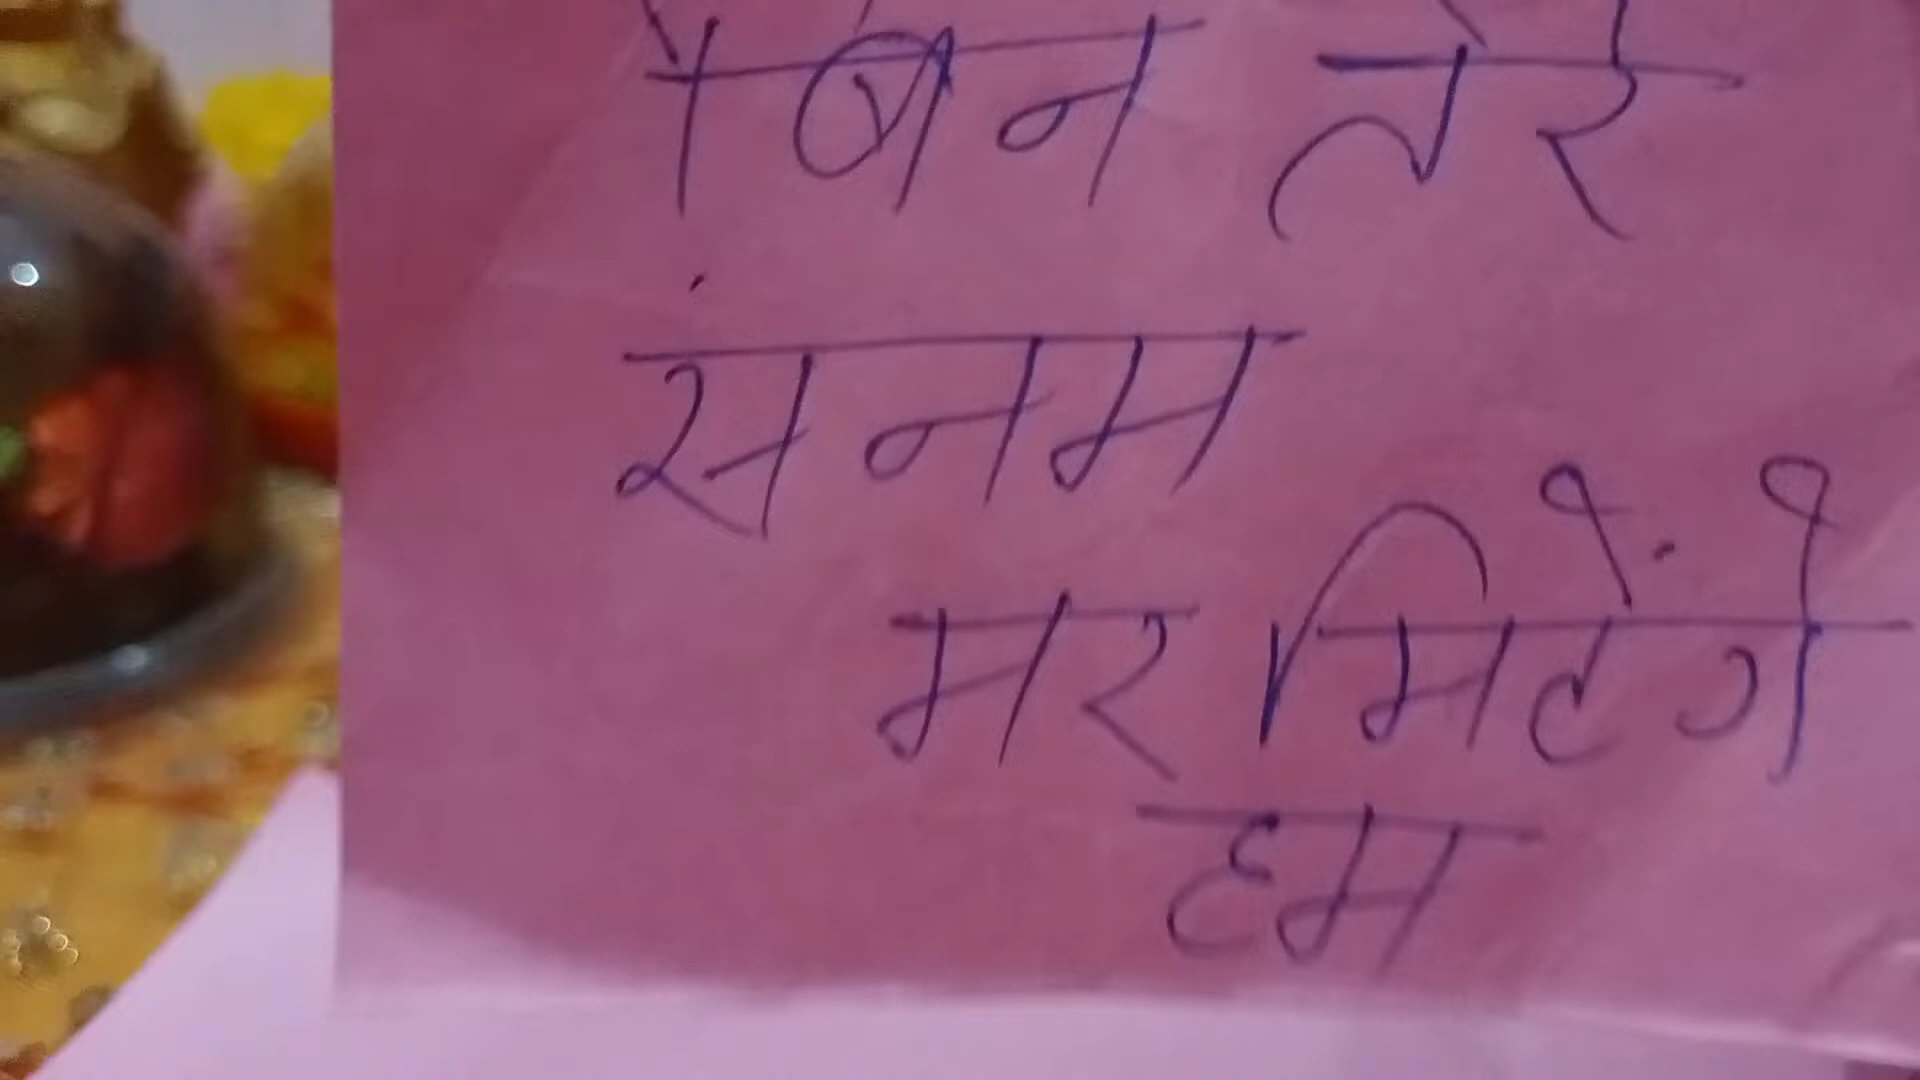 बिन तेरे
सनम
मर मिटेंगे
हम